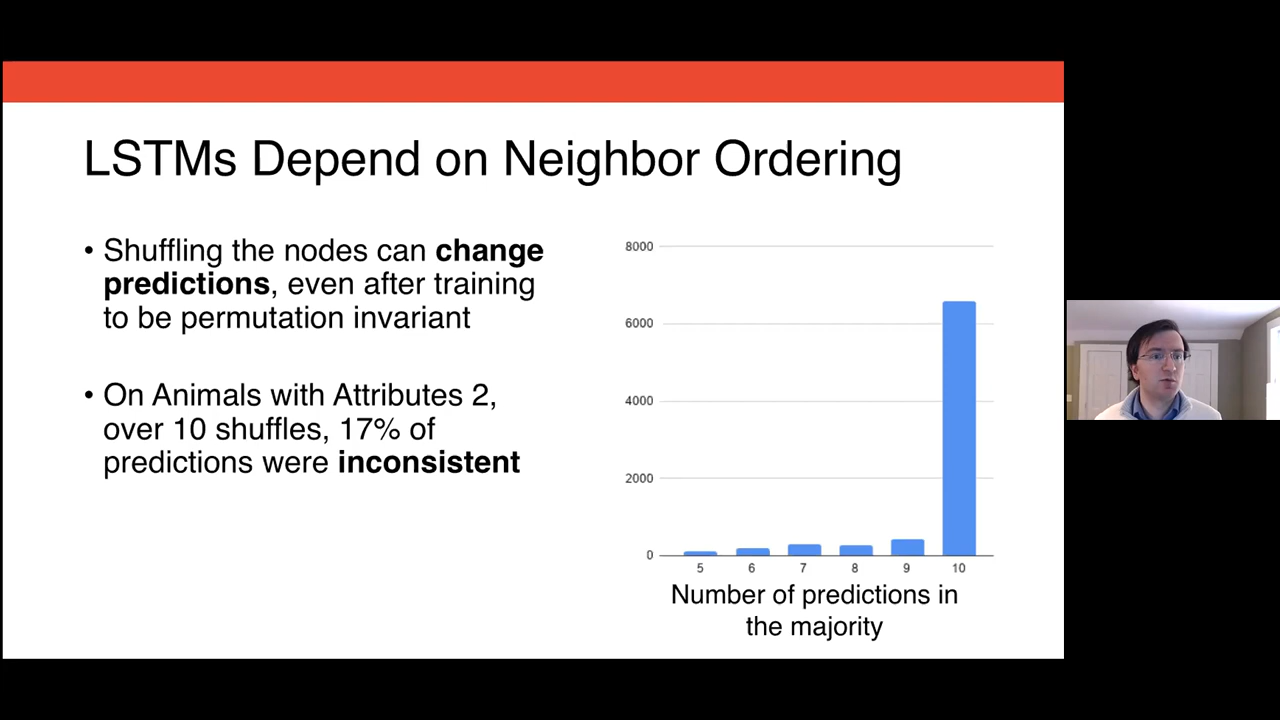 LSTMs Depend on Neighbor Ordering
• Shuffling the nodes can change
predictions, even after training
to be permutation invariant
• On Animals with Attributes 2,
over 10 shuffles, 17% of
predictions were inconsistent
8000
6000
4000
2000
0
5 6 7 8 9 10
Number of predictions in
the majority